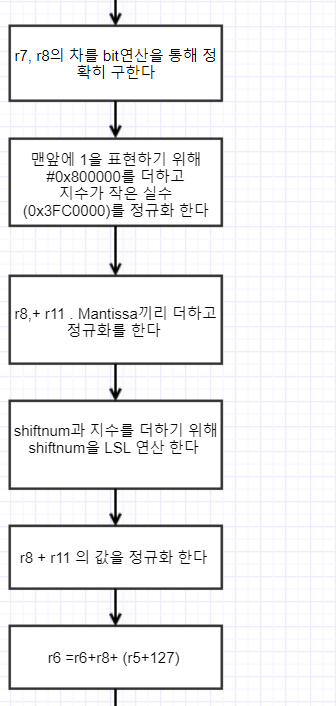 r7, r8의 차를 bit연산을 통해 정
확히 구한다
맨앞에 1을 표현하기 위해
#0x800000를 더하고
지수가 작은 실수
(0x3FC0000)를 정규화 한다
r8,+ r11 . Mantissa끼리 더하고
정규화를 한다
shiftnum과 지수를 더하기 위해
shiftnum을 LSL 연산 한다
r8 + r11 의 값을 정규화 한다
r6 =r6+r8+ (r5+127)